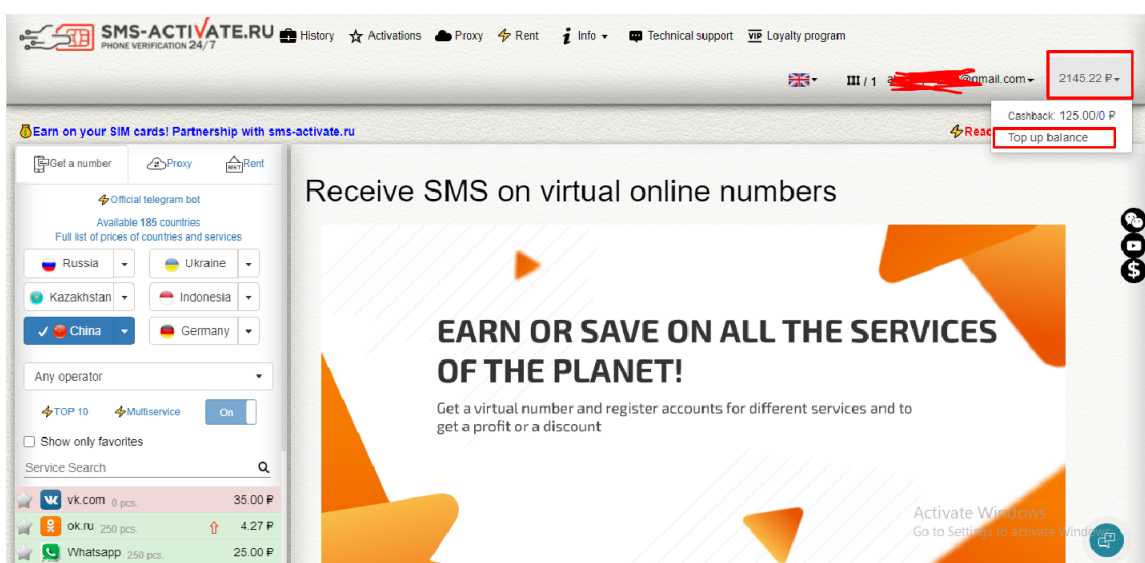 SMS-ACTIVATE.RU
PHONE VERIFICATION 24/7
History Activations Proxy Rent Info Technical support VIP Loyalty program
III / 1 @gmail.com 2145.22 ₽
Cashback: 125.00/0 ₽
Top up balance
Earn on your SIM cards! Partnership with sms-activate.ru
Get a number Proxy RENT Rent
Official telegram bot
Available 185 countries
Full list of prices of countries and services
Russia Ukraine
Kazakhstan Indonesia
China Germany
Any operator
TOP 10 Multiservice On
Show only favorites
Service Search
vk.com 0 pcs. 35.00 ₽
ok.ru 250 pcs. 4.27 ₽
Whatsapp 250 pcs. 25.00 ₽
Receive SMS on virtual online numbers
EARN OR SAVE ON ALL THE SERVICES
OF THE PLANET!
Get a virtual number and register accounts for different services and to
get a profit or a discount
Activate Windows
Go to Settings to activate Windows